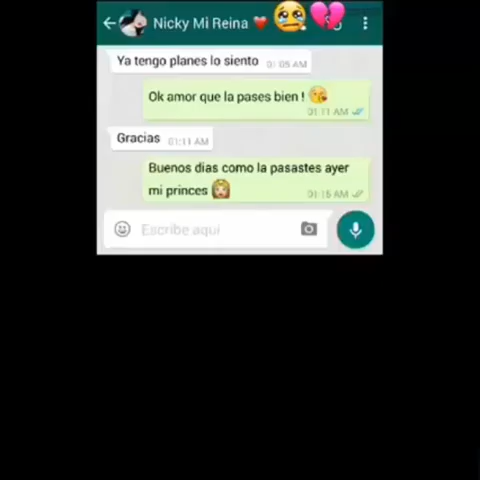 Nicky Mi Reina
Ya tengo planes lo siento 01:05 AM
Ok amor que la pases bien !
01:11 AM
Gracias 01:11 AM
Buenos dias como la pasastes ayer
mi princes
01:15 AM
Escribe aquí